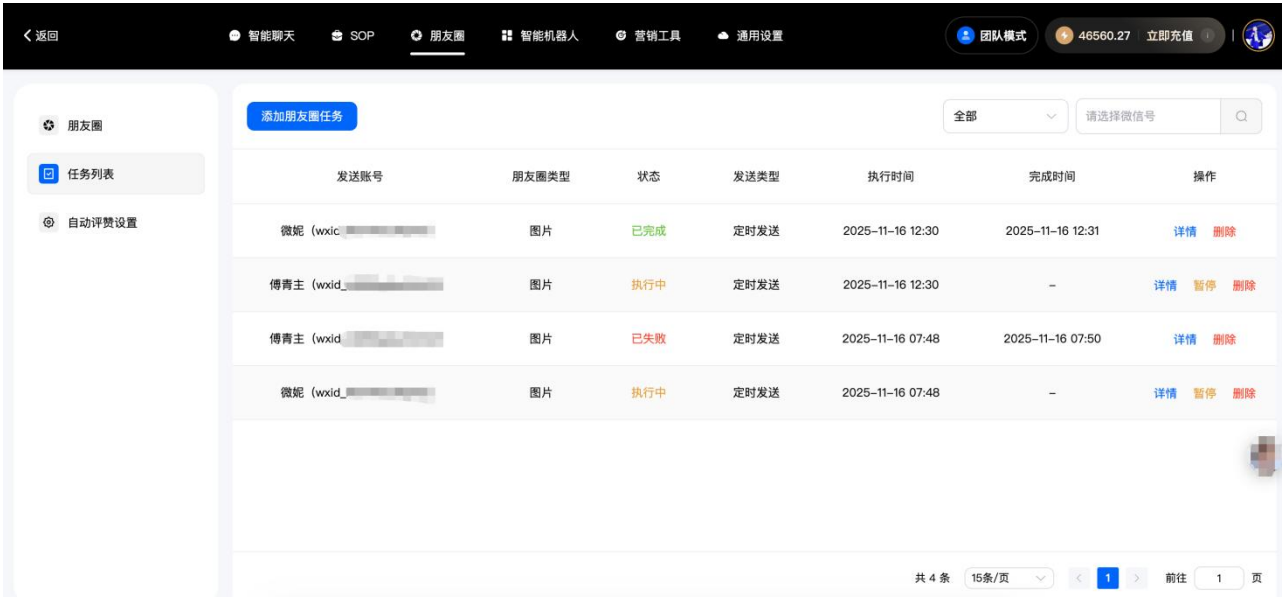 返回 智能聊天 SOP 朋友圈 智能机器人 营销工具 通用设置 团队模式 46560.27 立即充值
朋友圈
任务列表
自动评赞设置
添加朋友圈任务 全部 请选择微信号
发送账号 朋友圈类型 状态 发送类型 执行时间 完成时间 操作
微妮（wxic 图片 已完成 定时发送 2025-11-16 12:30 2025-11-16 12:31 详情 删除
傅青主（wxid_ 图片 执行中 定时发送 2025-11-16 12:30 - 详情 暂停 删除
傅青主（wxid 图片 已失败 定时发送 2025-11-16 07:48 2025-11-16 07:50 详情 删除
微妮（wxid_ 图片 执行中 定时发送 2025-11-16 07:48 - 详情 暂停 删除
共 4 条 15条/页 1 前往 1 页